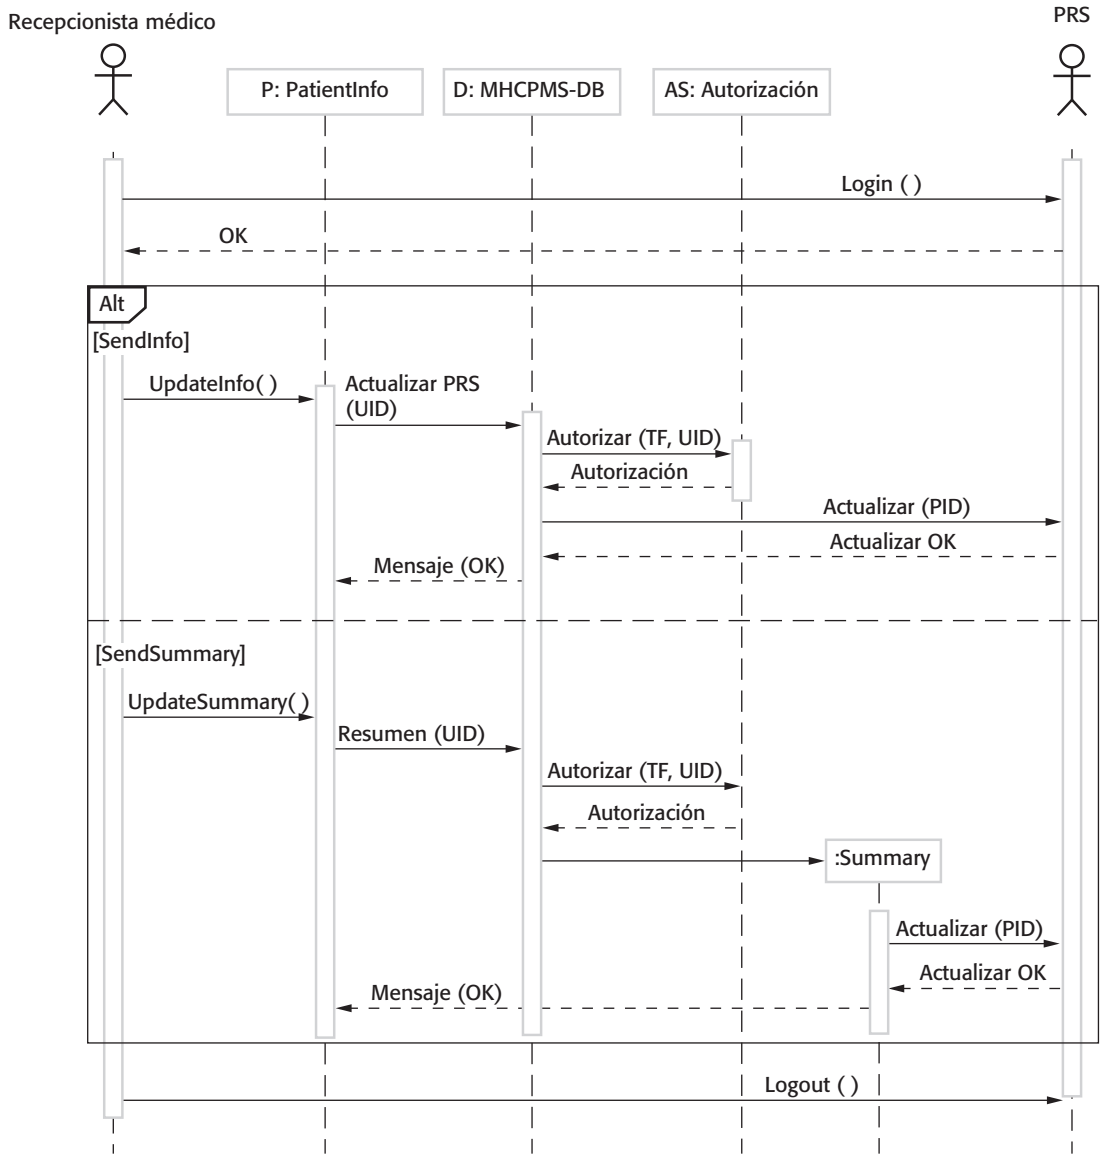 Recepcionista médico
PRS
P: PatientInfo
D: MHCPMS-DB
AS: Autorización
Login ( )
OK
Alt
[SendInfo]
UpdateInfo( )
Actualizar PRS
(UID)
Autorizar (TF, UID)
Autorización
Actualizar (PID)
Actualizar OK
Mensaje (OK)
[SendSummary]
UpdateSummary( )
Resumen (UID)
Autorizar (TF, UID)
Autorización
:Summary
Actualizar (PID)
Actualizar OK
Mensaje (OK)
Logout ( )